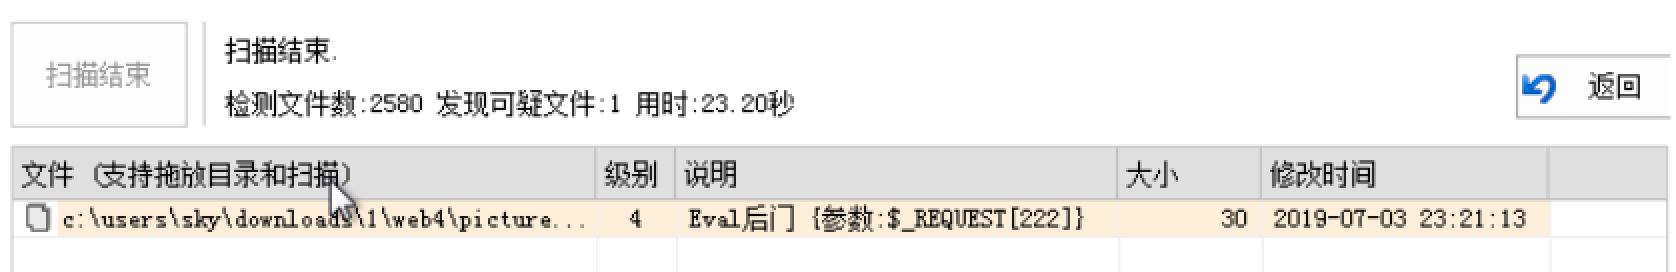 扫描结束
扫描结束.
检测文件数:2580 发现可疑文件:1 用时:23.20秒
返回
文件 (支持拖放目录和扫描) 级别 说明 大小 修改时间
c:\users\sky\downloads\1\web4\picture... 4 Eval后门 {参数:$_REQUEST[222]} 30 2019-07-03 23:21:13